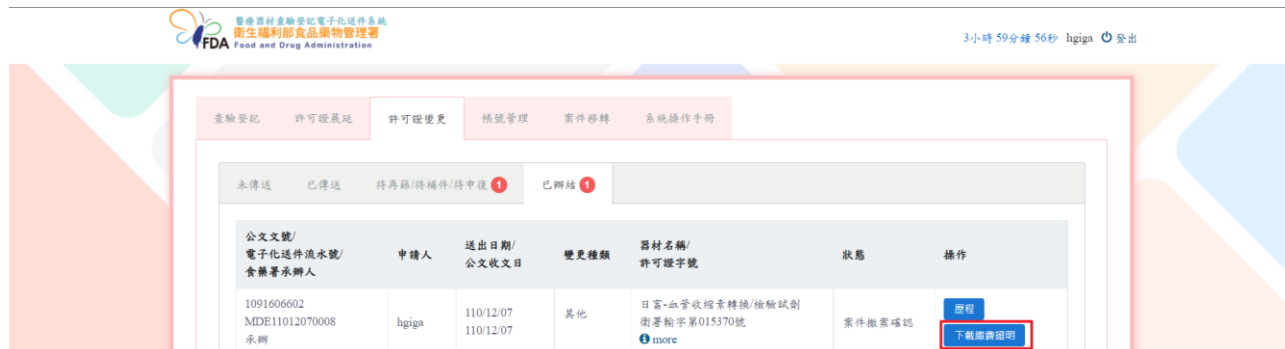 醫療器材查驗登記電子化送件系統
衛生福利部食品藥物管理署
FDA Food and Drug Administration
3小時 59分鐘 56秒 hgiga 登出
查驗登記 許可證展延 許可證變更 帳號管理 案件移轉 系統操作手冊
未傳送 已傳送 待再篩/待補件/待申復 1 已辦結 1
公文文號/
電子化送件流水號/
食藥署承辦人
申請人
送出日期/
公文收文日
變更種類
器材名稱/
許可證字號
狀態
操作
1091606602
MDE11012070008
承辦
hgiga
110/12/07
110/12/07
其他
日富-血管收縮素轉換/檢驗試劑
衛署輸字第015370號
more
案件撤案確認
歷程
下載繳費證明